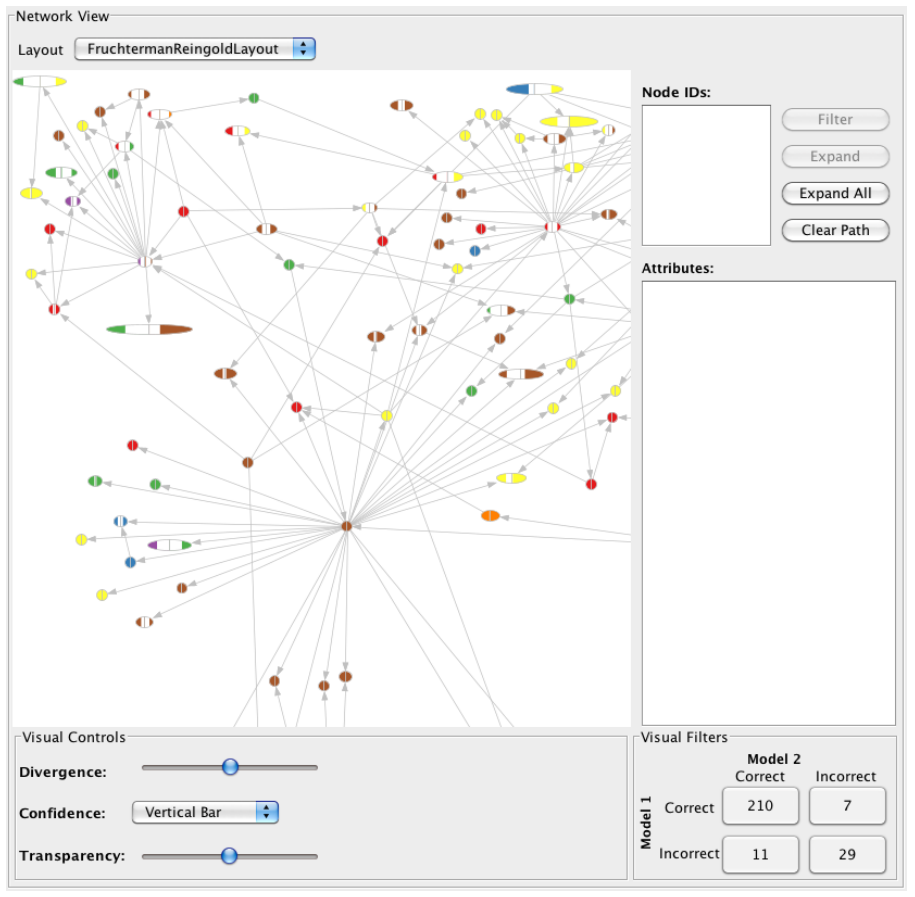 Network View
Layout FruchtermanReingoldLayout
Node IDs:
Filter
Expand
Expand All
Clear Path
Attributes:
Visual Controls
Divergence:
Confidence: Vertical Bar
Transparency:
Visual Filters
Model 2
Correct Incorrect
Model 1
Correct 210 7
Incorrect 11 29